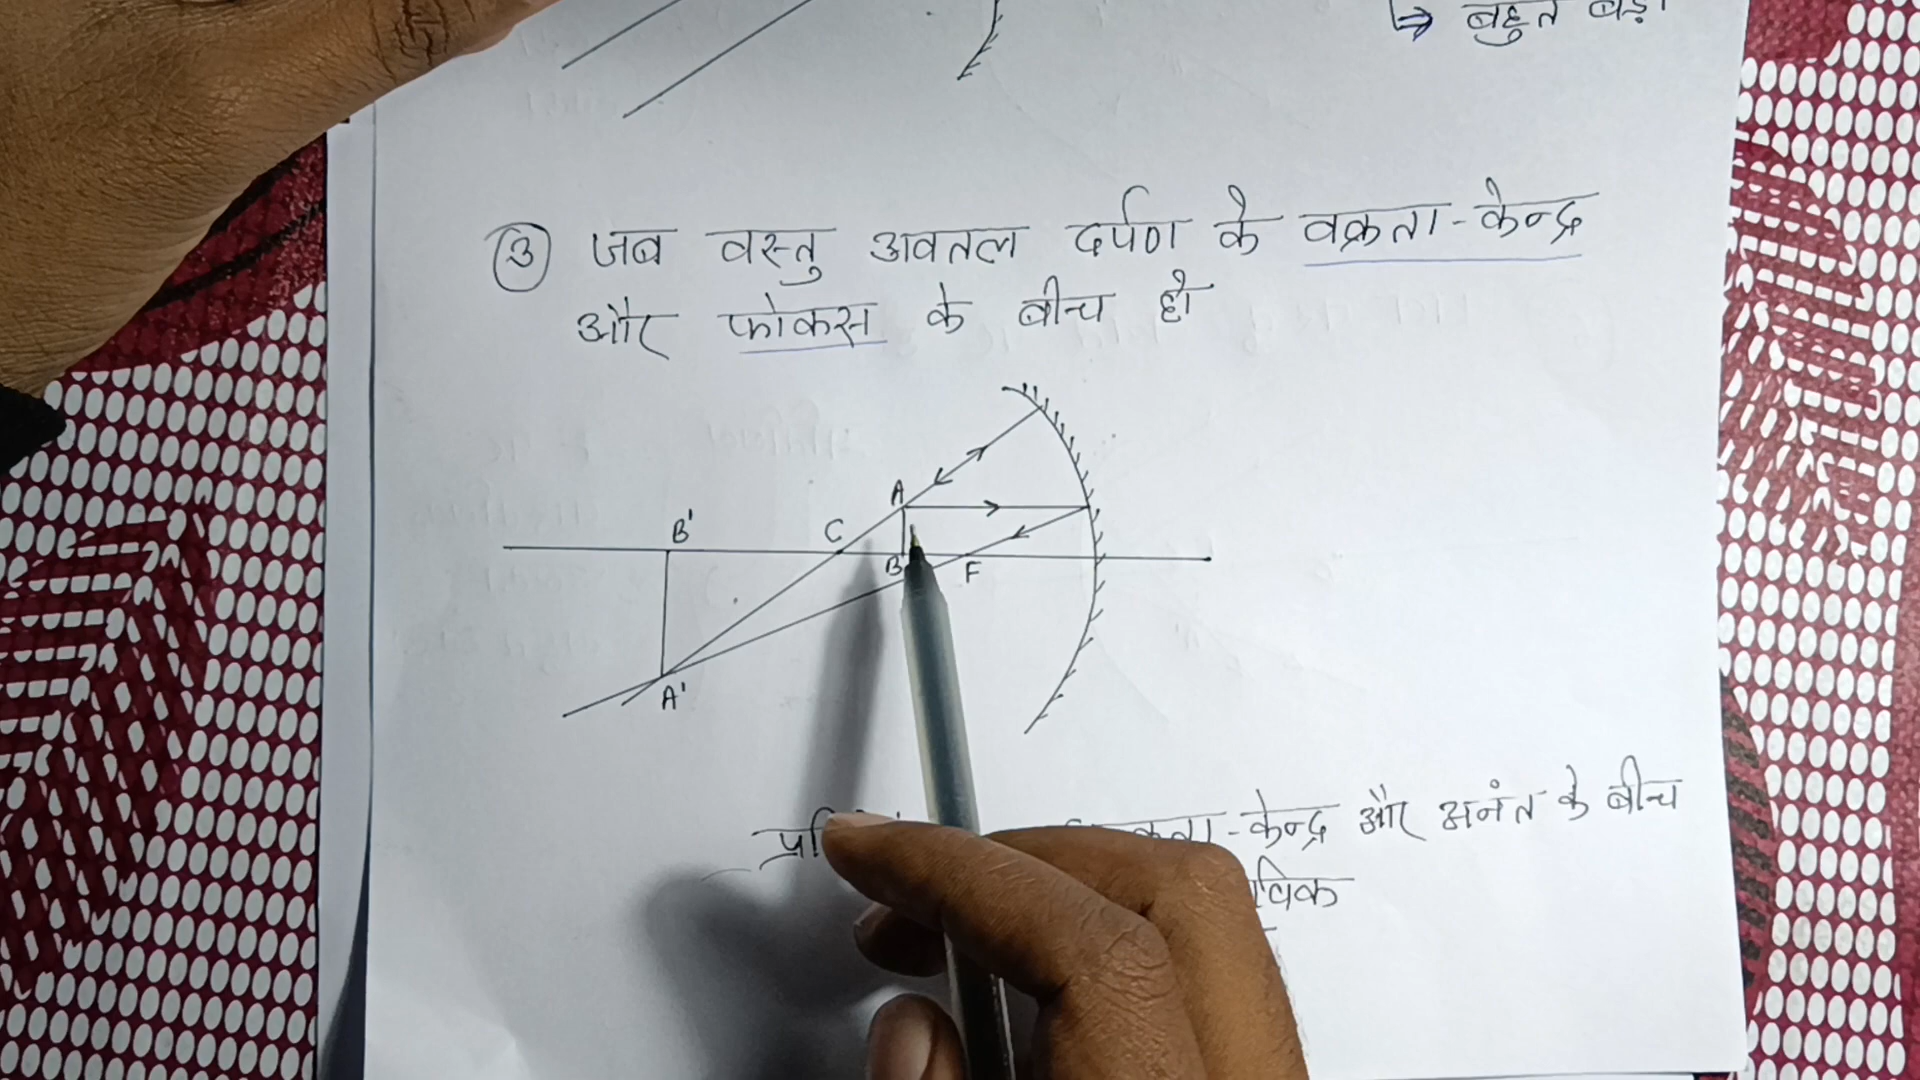 ↳ बहुत बड़ा
③ जब वस्तु अवतल दर्पण के वक्रता-केन्द्र
और फोकस के बीच हो
A
B' C
B F
A'
-केन्द्र और अनंत के बीच